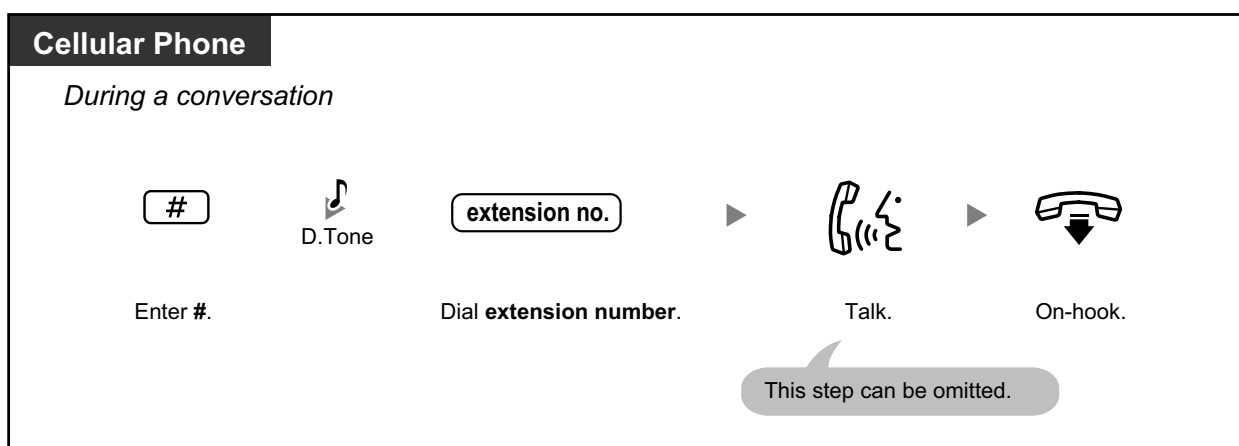 Cellular Phone
During a conversation
#
D.Tone
extension no.
Enter #.
Dial extension number.
Talk.
On-hook.
This step can be omitted.